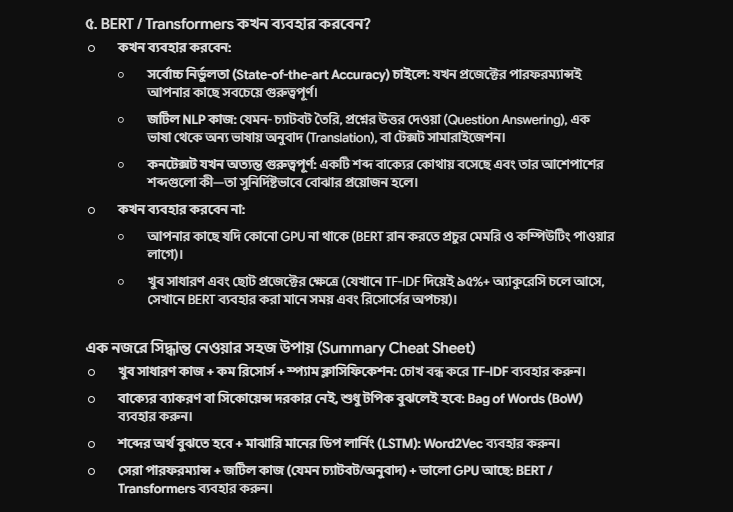 ৫. BERT / Transformers কখন ব্যবহার করবেন?
কখন ব্যবহার করবেন:
সর্বোচ্চ নির্ভুলতা (State-of-the-art Accuracy) চাইলে: যখন প্রজেক্টের পারফরম্যান্সই
আপনার কাছে সবচেয়ে গুরুত্বপূর্ণ।
জটিল NLP কাজ: যেমন- চ্যাটবট তৈরি, প্রশ্নের উত্তর দেওয়া (Question Answering), এক
ভাষা থেকে অন্য ভাষায় অনুবাদ (Translation), বা টেক্সট সামারাইজেশন।
কনটেক্সট যখন অত্যন্ত গুরুত্বপূর্ণ: একটি শব্দ বাক্যের কোথায় বসেছে এবং তার আশেপাশের
শব্দগুলো কী—তা সুনির্দিষ্টভাবে বোঝার প্রয়োজন হলে।
কখন ব্যবহার করবেন না:
আপনার কাছে যদি কোনো GPU না থাকে (BERT রান করতে প্রচুর মেমরি ও কম্পিউটিং পাওয়ার
লাগে)।
খুব সাধারণ এবং ছোট প্রজেক্টের ক্ষেত্রে (যেখানে TF-IDF দিয়েই ৯৫%+ অ্যাকুরেসি চলে আসে,
সেখানে BERT ব্যবহার করা মানে সময় এবং রিসোর্সের অপচয়)।
এক নজরে সিদ্ধান্ত নেওয়ার সহজ উপায় (Summary Cheat Sheet)
খুব সাধারণ কাজ + কম রিসোর্স + স্প্যাম ক্লাসিফিকেশন: চোখ বন্ধ করে TF-IDF ব্যবহার করুন।
বাক্যের ব্যাকরণ বা সিকোয়েন্স দরকার নেই, শুধু টপিক বুঝলেই হবে: Bag of Words (BoW)
ব্যবহার করুন।
শব্দের অর্থ বুঝতে হবে + মাঝারি মানের ডিপ লার্নিং (LSTM): Word2Vec ব্যবহার করুন।
সেরা পারফরম্যান্স + জটিল কাজ (যেমন চ্যাটবট/অনুবাদ) + ভালো GPU আছে: BERT /
Transformers ব্যবহার করুন।